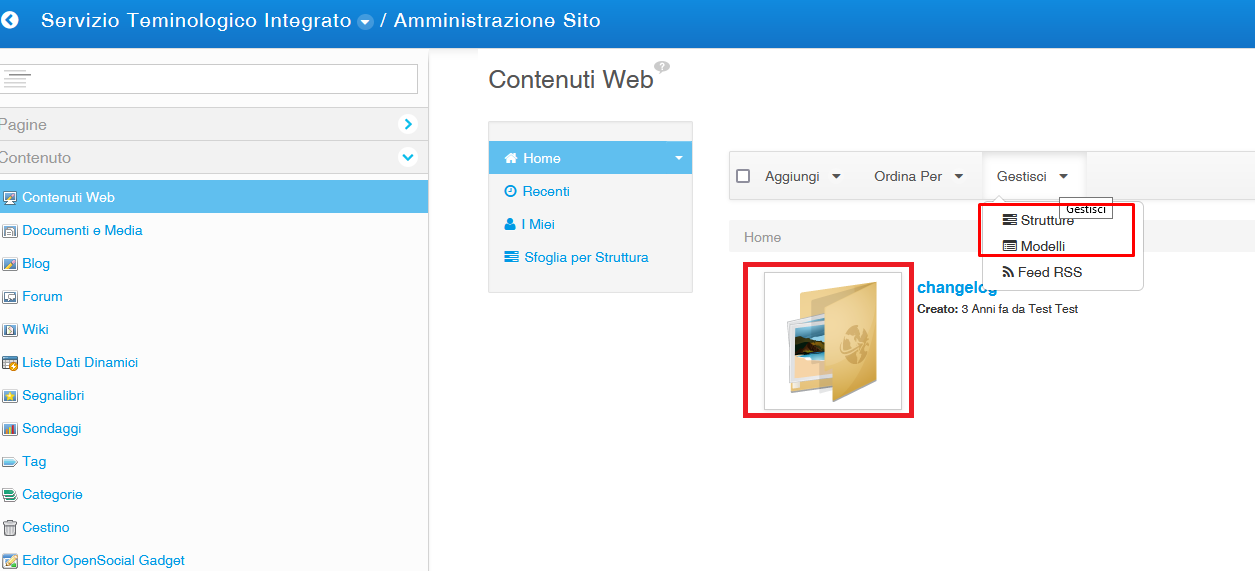 Servizio Teminologico Integrato / Amministrazione Sito
Pagine
Contenuto
Contenuti Web
Documenti e Media
Blog
Forum
Wiki
Liste Dati Dinamici
Segnalibri
Sondaggi
Tag
Categorie
Cestino
Editor OpenSocial Gadget
Contenuti Web ?
Home
Recenti
I Miei
Sfoglia per Struttura
Aggiungi Ordina Per Gestisci
Gestisci
Strutture
Modelli
Feed RSS
Home
changelog
Creato: 3 Anni fa da Test Test